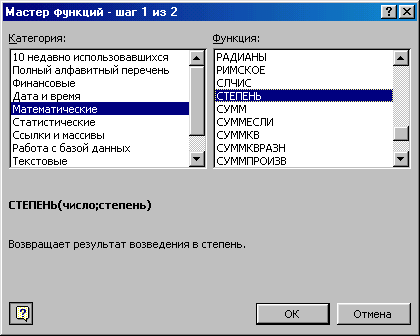 Мастер функций - шаг 1 из 2
Категория:
Функция:
10 недавно использовавшихся
Полный алфавитный перечень
Финансовые
Дата и время
Математические
Статистические
Ссылки и массивы
Работа с базой данных
Текстовые
РАДИАНЫ
РИМСКОЕ
СЛЧИС
СТЕПЕНЬ
СУММ
СУММЕСЛИ
СУММКВ
СУММКВРАЗН
СУММПРОИЗВ
СТЕПЕНЬ(число;степень)
Возвращает результат возведения в степень.
?
OK
Отмена